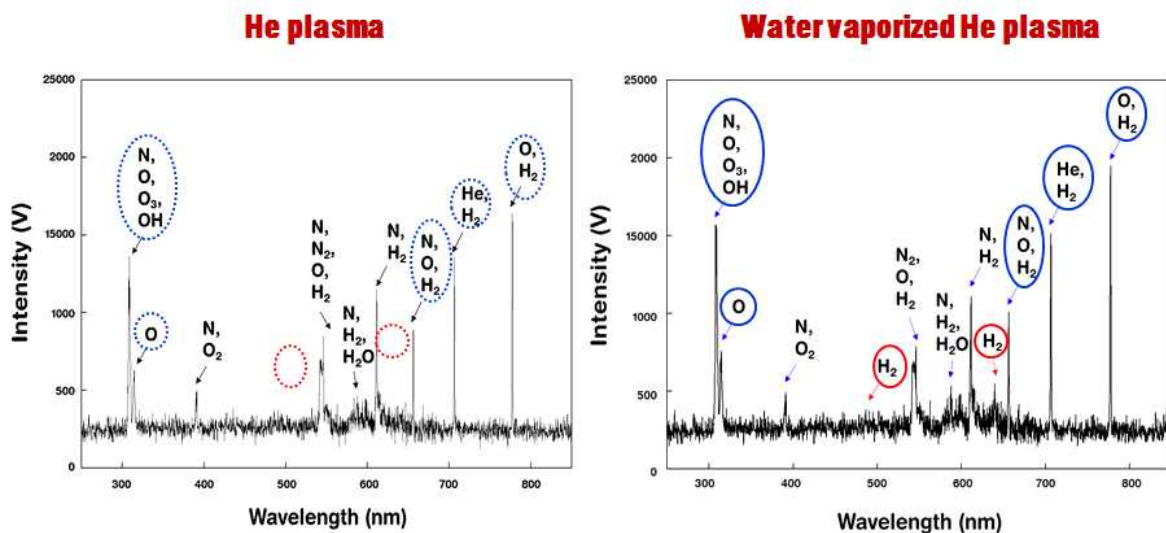 He plasma
Water vaporized He plasma
25000
2000
15000
1000
500
0
Intensity (V)
300
400
500
600
700
800
Wavelength (nm)
N,
O,
O3,
OH
O
N,
O2
N,
N2,
O,
H2
N,
H2,
H2O
N,
H2
N,
O,
H2
He,
H2
O,
H2
25000
2000
15000
1000
500
0
Intensity (V)
300
400
500
600
700
800
Wavelength (nm)
N,
O,
O3,
OH
O
N,
O2
H2
N2,
O,
H2
N,
H2,
H2O
N,
H2
H2
N,
O,
H2
He,
H2
O,
H2